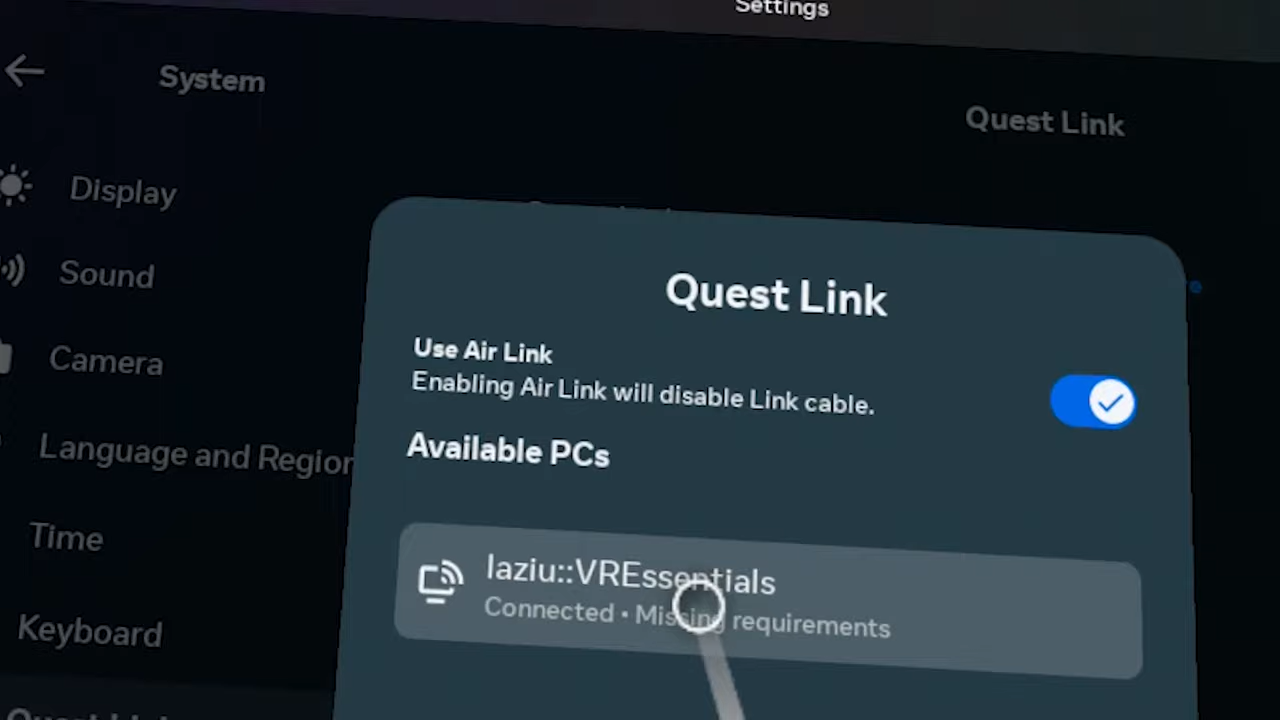 Settings
System
Quest Link
Display
Sound
Camera
Language and Region
Time
Keyboard
Quest Link
Use Air Link
Enabling Air Link will disable Link cable.
Available PCs
laziu::VREssentials
Connected • Missing requirements